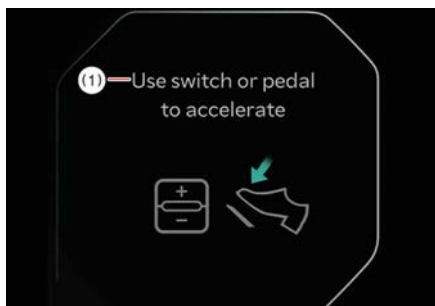 (1)
Use switch or pedal
to accelerate
+
−